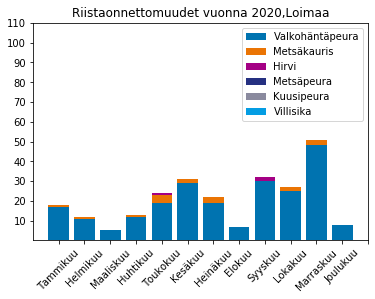 Riistaonnettomuudet vuonna 2020,Loimaa
110
100
90
80
70
60
50
40
30
20
10
Valkohäntäpeura
Metsäkauris
Hirvi
Metsäpeura
Kuusipeura
Villisika
Tammikuu
Helmikuu
Maaliskuu
Huhtikuu
Toukokuu
Kesäkuu
Heinäkuu
Elokuu
Syyskuu
Lokakuu
Marraskuu
Joulukuu